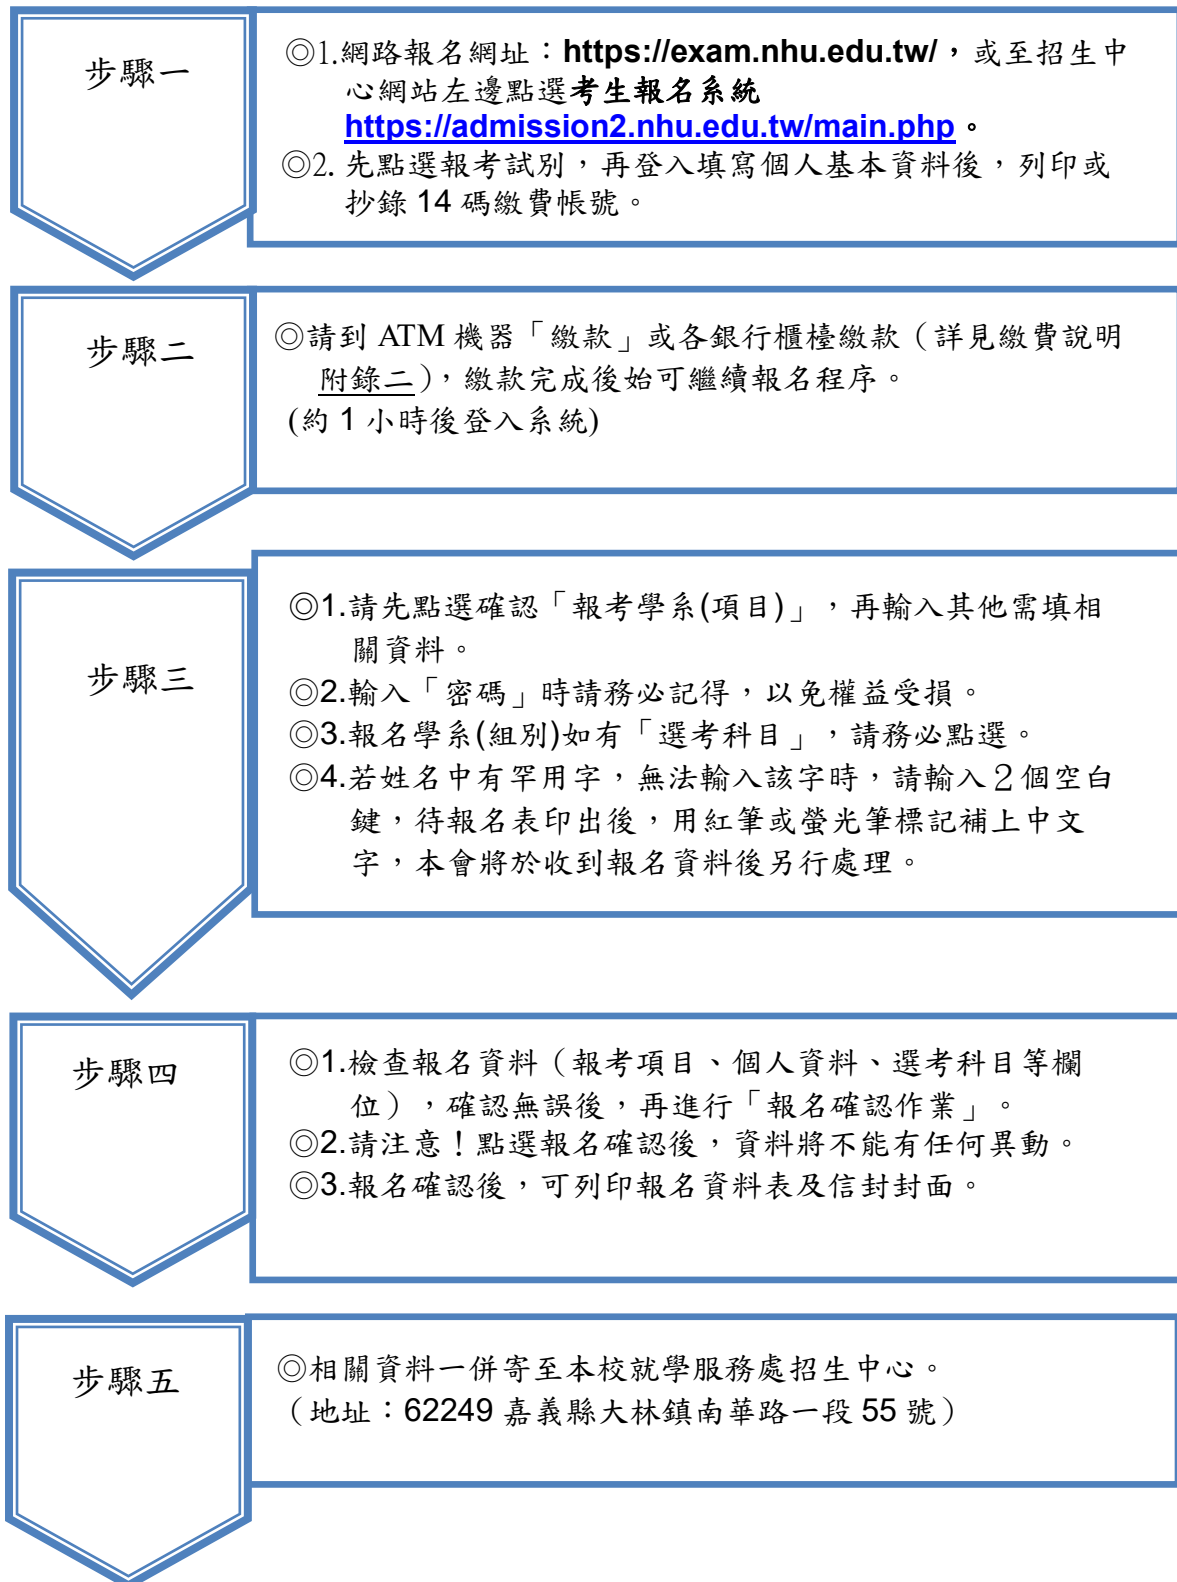 步驟一
◎1.網路報名網址：https://exam.nhu.edu.tw/，或至招生中
心網站左邊點選考生報名系統
https://admission2.nhu.edu.tw/main.php。
◎2. 先點選報考試別，再登入填寫個人基本資料後，列印或
抄錄 14 碼繳費帳號。
步驟二
◎請到 ATM 機器「繳款」或各銀行櫃檯繳款（詳見繳費說明
附錄二），繳款完成後始可繼續報名程序。
(約 1 小時後登入系統)
步驟三
◎1.請先點選確認「報考學系(項目)」，再輸入其他需填相
關資料。
◎2.輸入「密碼」時請務必記得，以免權益受損。
◎3.報名學系(組別)如有「選考科目」，請務必點選。
◎4.若姓名中有罕用字，無法輸入該字時，請輸入２個空白
鍵，待報名表印出後，用紅筆或螢光筆標記補上中文
字，本會將於收到報名資料後另行處理。
步驟四
◎1.檢查報名資料（報考項目、個人資料、選考科目等欄
位），確認無誤後，再進行「報名確認作業」。
◎2.請注意！點選報名確認後，資料將不能有任何異動。
◎3.報名確認後，可列印報名資料表及信封封面。
步驟五
◎相關資料一併寄至本校就學服務處招生中心。
（地址：62249 嘉義縣大林鎮南華路一段 55 號）